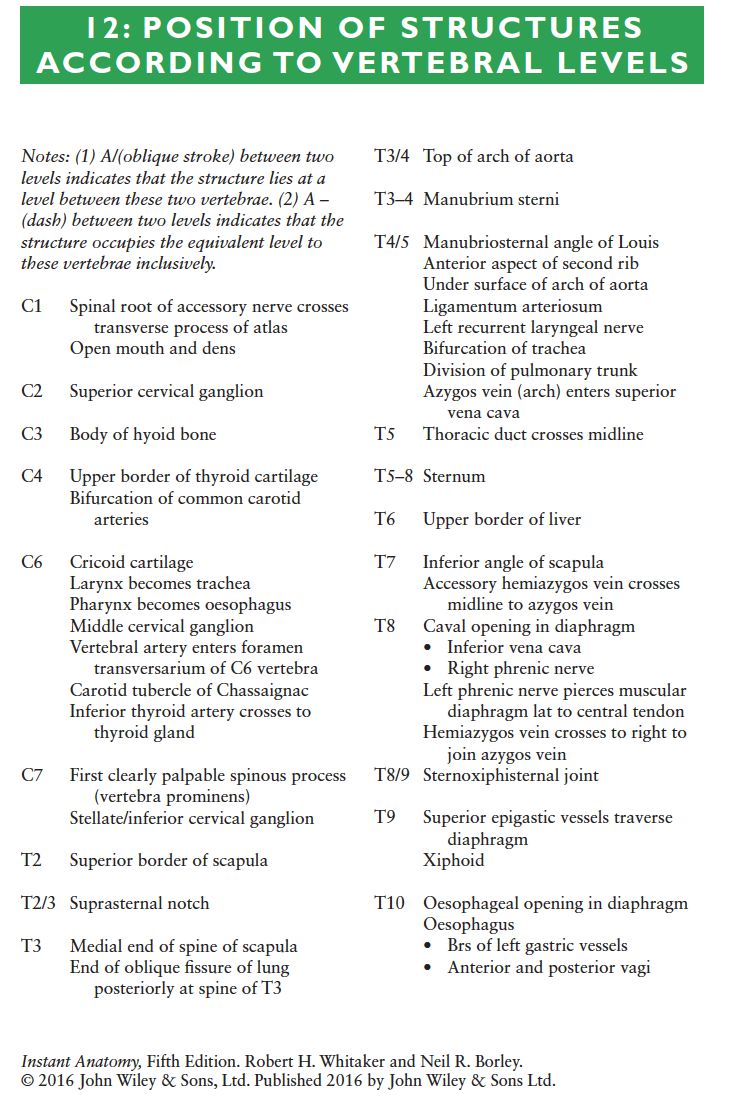 12: POSITION OF STRUCTURES
ACCORDING TO VERTEBRAL LEVELS
Notes: (1) A/(oblique stroke) between two
levels indicates that the structure lies at a
level between these two vertebrae. (2) A –
(dash) between two levels indicates that the
structure occupies the equivalent level to
these vertebrae inclusively.
C1 Spinal root of accessory nerve crosses
transverse process of atlas
Open mouth and dens
C2 Superior cervical ganglion
C3 Body of hyoid bone
C4 Upper border of thyroid cartilage
Bifurcation of common carotid
arteries
C6 Cricoid cartilage
Larynx becomes trachea
Pharynx becomes oesophagus
Middle cervical ganglion
Vertebral artery enters foramen
transversarium of C6 vertebra
Carotid tubercle of Chassaignac
Inferior thyroid artery crosses to
thyroid gland
C7 First clearly palpable spinous process
(vertebra prominens)
Stellate/inferior cervical ganglion
T2 Superior border of scapula
T2/3 Suprasternal notch
T3 Medial end of spine of scapula
End of oblique fissure of lung
posteriorly at spine of T3
T3/4 Top of arch of aorta
T3–4 Manubrium sterni
T4/5 Manubriosternal angle of Louis
Anterior aspect of second rib
Under surface of arch of aorta
Ligamentum arteriosum
Left recurrent laryngeal nerve
Bifurcation of trachea
Division of pulmonary trunk
Azygos vein (arch) enters superior
vena cava
T5 Thoracic duct crosses midline
T5–8 Sternum
T6 Upper border of liver
T7 Inferior angle of scapula
Accessory hemiazygos vein crosses
midline to azygos vein
T8 Caval opening in diaphragm
• Inferior vena cava
• Right phrenic nerve
Left phrenic nerve pierces muscular
diaphragm lat to central tendon
Hemiazygos vein crosses to right to
join azygos vein
T8/9 Sternoxiphisternal joint
T9 Superior epigastic vessels traverse
diaphragm
Xiphoid
T10 Oesophageal opening in diaphragm
Oesophagus
• Brs of left gastric vessels
• Anterior and posterior vagi
Instant Anatomy, Fifth Edition. Robert H. Whitaker and Neil R. Borley.
© 2016 John Wiley & Sons, Ltd. Published 2016 by John Wiley & Sons Ltd.